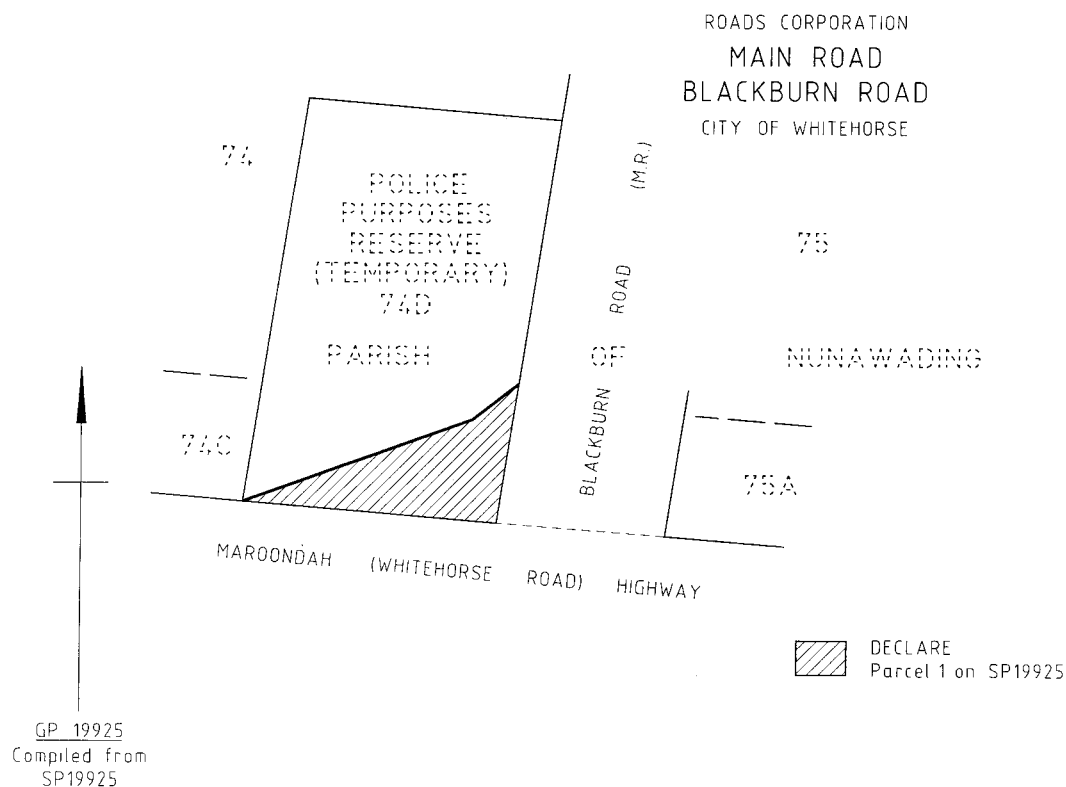 ROADS CORPORATION
MAIN ROAD
BLACKBURN ROAD
CITY OF WHITEHORSE
74
POLICE
PURPOSES
RESERVE
(TEMPORARY)
74D
(M.R.)
75
BLACKBURN ROAD
PARISH OF NUNAWADING
74C
75A
MAROONDAH (WHITEHORSE ROAD) HIGHWAY
DECLARE
Parcel 1 on SP19925
GP 19925
Compiled from
SP19925